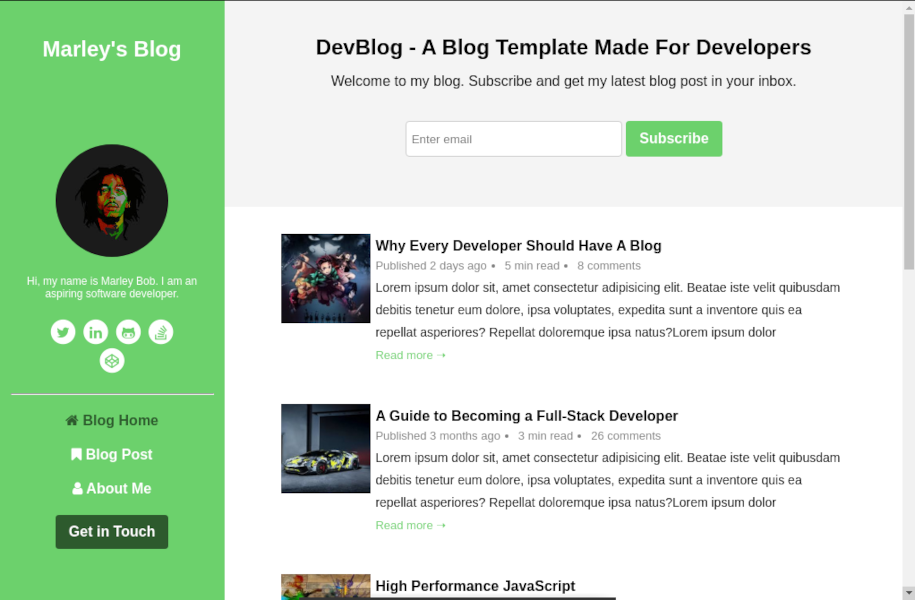 Marley's Blog
Hi, my name is Marley Bob. I am an
aspiring software developer.
Blog Home
Blog Post
About Me
Get in Touch
DevBlog - A Blog Template Made For Developers
Welcome to my blog. Subscribe and get my latest blog post in your inbox.
Enter email
Subscribe
Why Every Developer Should Have A Blog
Published 2 days ago • 5 min read • 8 comments
Lorem ipsum dolor sit, amet consectetur adipisicing elit. Beatae iste velit quibusdam
debitis tenetur eum dolore, ipsa voluptates, expedita sunt a inventore quis ea
repellat asperiores? Repellat doloremque ipsa natus?Lorem ipsum dolor
Read more ➝
A Guide to Becoming a Full-Stack Developer
Published 3 months ago • 3 min read • 26 comments
Lorem ipsum dolor sit, amet consectetur adipisicing elit. Beatae iste velit quibusdam
debitis tenetur eum dolore, ipsa voluptates, expedita sunt a inventore quis ea
repellat asperiores? Repellat doloremque ipsa natus?Lorem ipsum dolor
Read more ➝
High Performance JavaScript